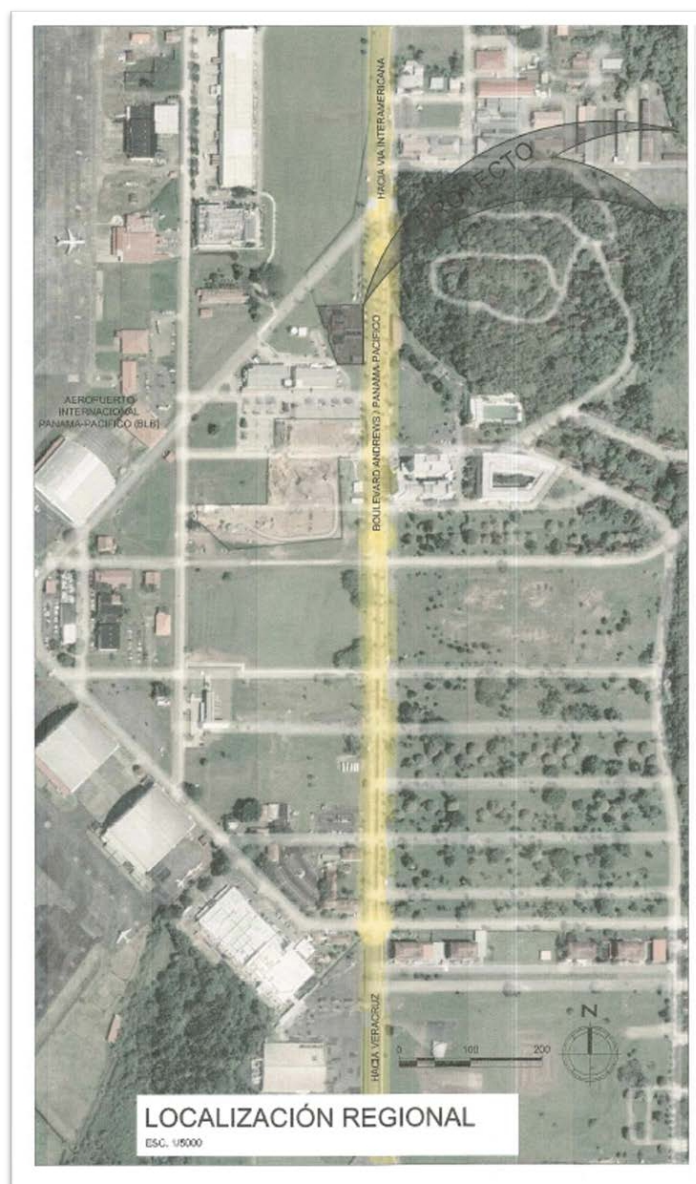 HACIA VIA INTERAMERICANA
PROYECTO
BOULEVARD ANDREWS / PANAMA-PACIFICO
AEROPUERTO
INTERNACIONAL
PANAMA-PACIFICO (BLB)
HACIA VERACRUZ
N
0 100 200
LOCALIZACIÓN REGIONAL
ESC. 1/5000